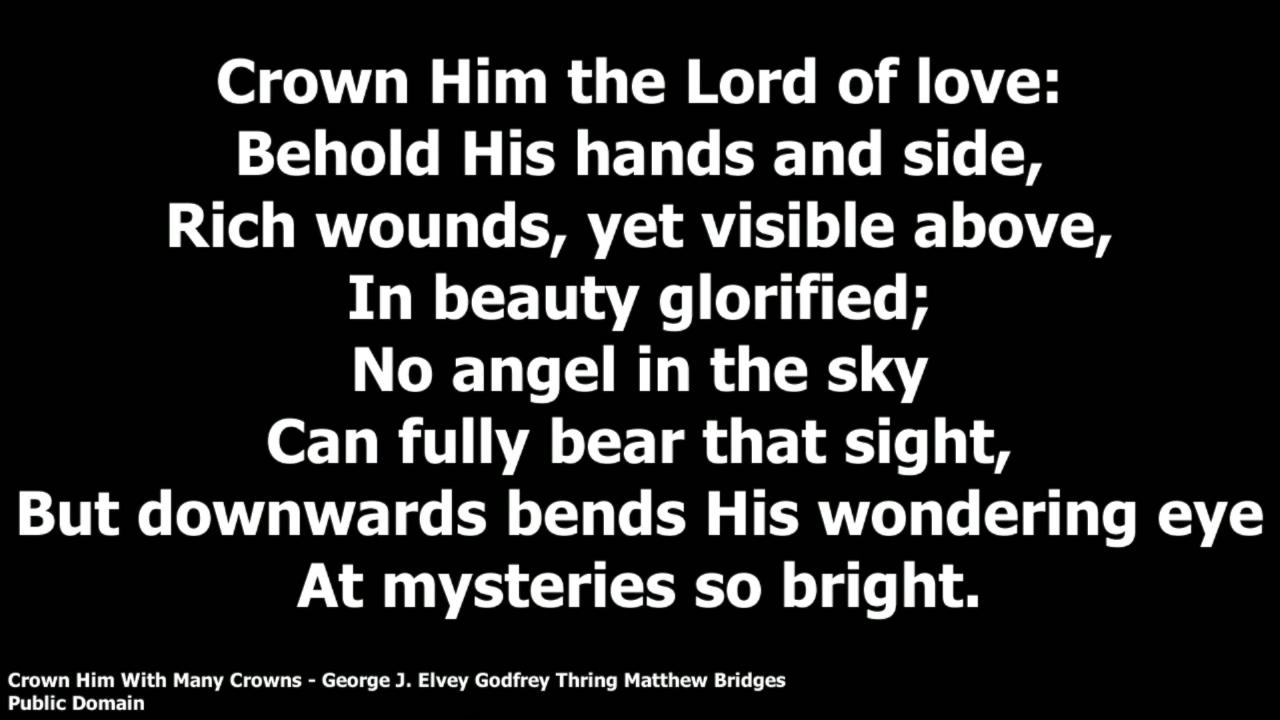 Crown Him the Lord of love:
Behold His hands and side,
Rich wounds, yet visible above,
In beauty glorified;
No angel in the sky
Can fully bear that sight,
But downwards bends His wondering eye
At mysteries so bright.
Crown Him With Many Crowns - George J. Elvey Godfrey Thring Matthew Bridges
Public Domain